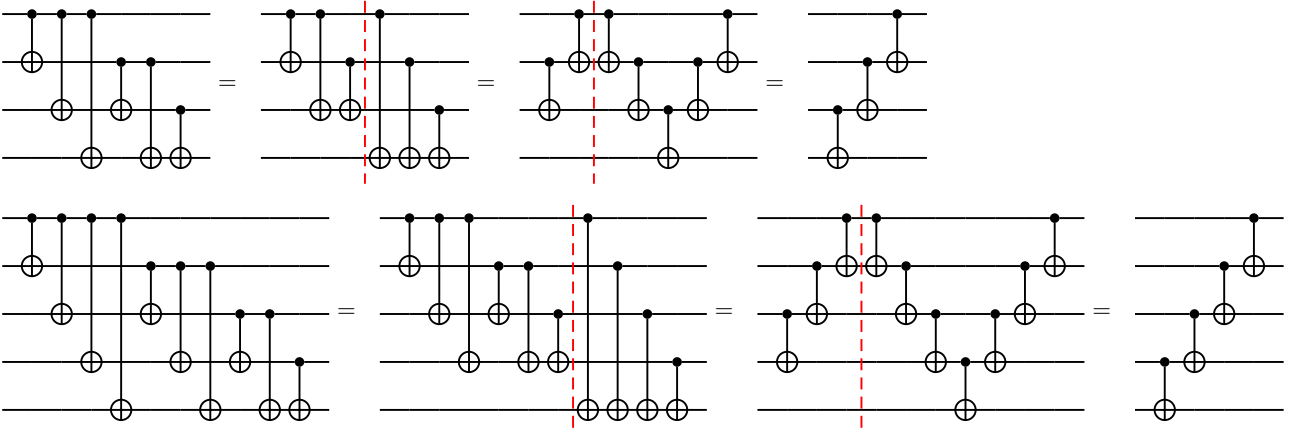 = = =
= = =